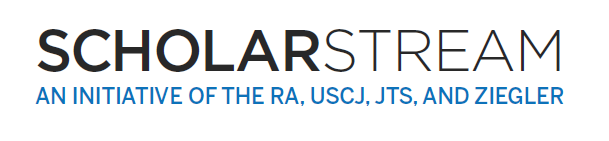 SCHOLARSTREAM
AN INITIATIVE OF THE RA, USCJ, JTS, AND ZIEGLER